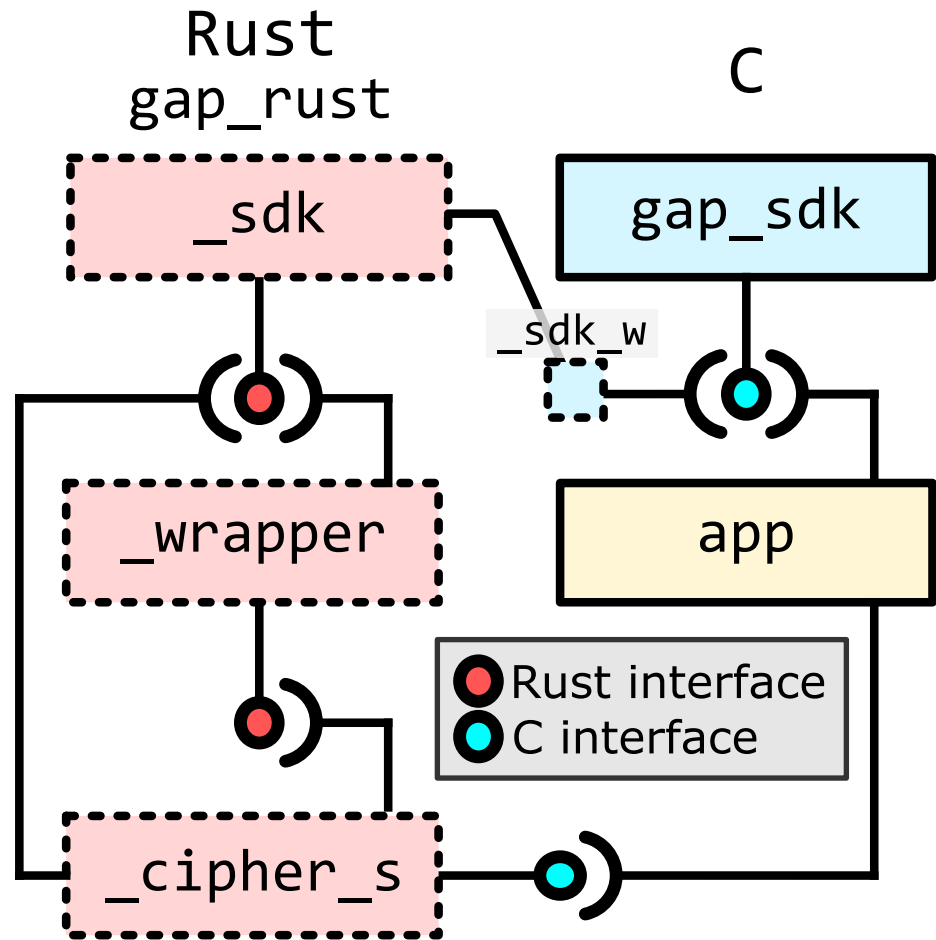 Rust
gap_rust
C
_sdk
gap_sdk
_sdk_w
_wrapper
app
Rust interface
C interface
_cipher_s